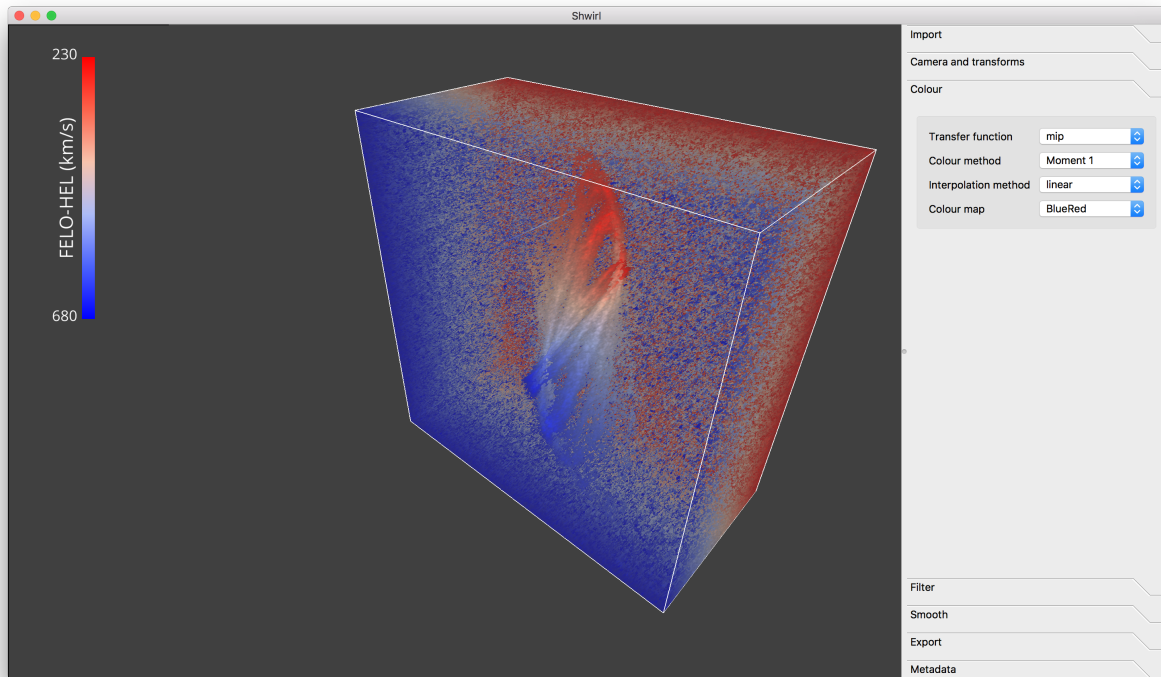 Shwirl
230
FELO-HEL (km/s)
680
Import
Camera and transforms
Colour
Transfer function mip
Colour method Moment 1
Interpolation method linear
Colour map BlueRed
Filter
Smooth
Export
Metadata